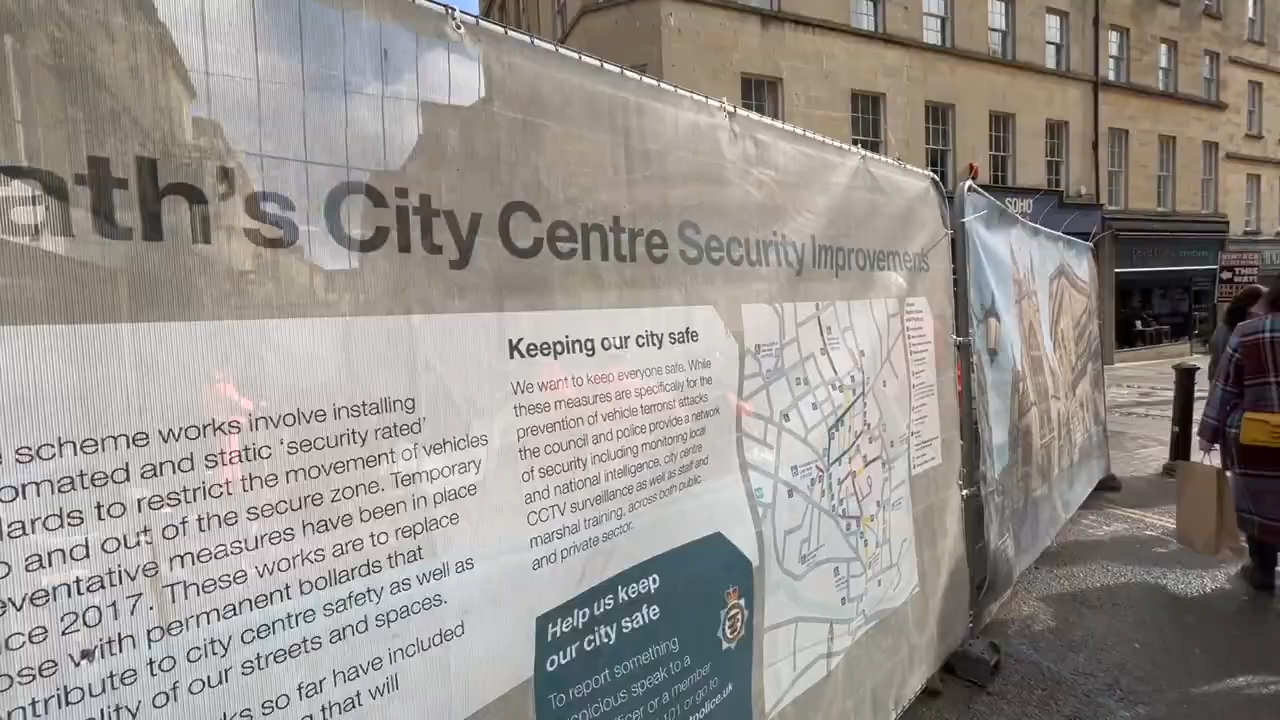 ath's City Centre Security Improvements
scheme works involve installing
omated and static 'security rated'
lards to restrict the movement of vehicles
o and out of the secure zone. Temporary
eventative measures have been in place
ce 2017. These works are to replace
ose with permanent bollards that
ntribute to city centre safety as well as
lity of our streets and spaces.
ks so far have included
that will
Keeping our city safe
We want to keep everyone safe. While
these measures are specifically for the
prevention of vehicle terrorist attacks
the council and police provide a network
of security including monitoring local
and national intelligence, city centre
CCTV surveillance as well as staff and
marshal training, across both public
and private sector.
Help us keep
our city safe
To report something
spicious speak to a
fficer or a member
101 or go to
dpolice.uk
SOHO
VINTAGE
THIS
WAY!